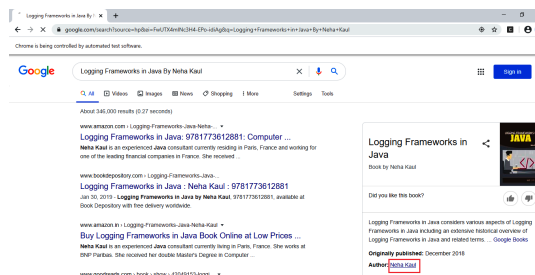 Logging Frameworks in Java By N
google.com/search?source=hp&ei=FwUTX4mINc3H4-EPo-idiAg&q=Logging+Frameworks+in+Java+By+Neha+Kaul
Chrome is being controlled by automated test software.
Google
Logging Frameworks in Java By Neha Kaul
Sign in
All Videos Images News Shopping More Settings Tools
About 346,000 results (0.27 seconds)
www.amazon.com › Logging-Frameworks-Java-Neha-...
Logging Frameworks in Java: 9781773612881: Computer ...
Neha Kaul is an experienced Java consultant currently residing in Paris, France and working for
one of the leading financial companies in France. She received ...
www.bookdepository.com › Logging-Frameworks-Java-...
Logging Frameworks in Java : Neha Kaul : 9781773612881
Jan 30, 2019 - Logging Frameworks in Java by Neha Kaul, 9781773612881, available at
Book Depository with free delivery worldwide.
www.amazon.in › Logging-Frameworks-Java-Neha-Kaul
Buy Logging Frameworks in Java Book Online at Low Prices ...
Neha Kaul is an experienced Java consultant currently living in Paris, France. She works at
BNP Paribas. She received her double Master's Degree in Computer ...
www.goodreads.com › book › show › 43049153-loggi...
Logging Frameworks in
Java
Book by Neha Kaul
JAVA
Did you like this book?
Logging Frameworks in Java considers various aspects of Logging
Frameworks in Java including an extensive historical overview of
Logging Frameworks in Java and related terms. ... Google Books
Originally published: December 2018
Author: Neha Kaul